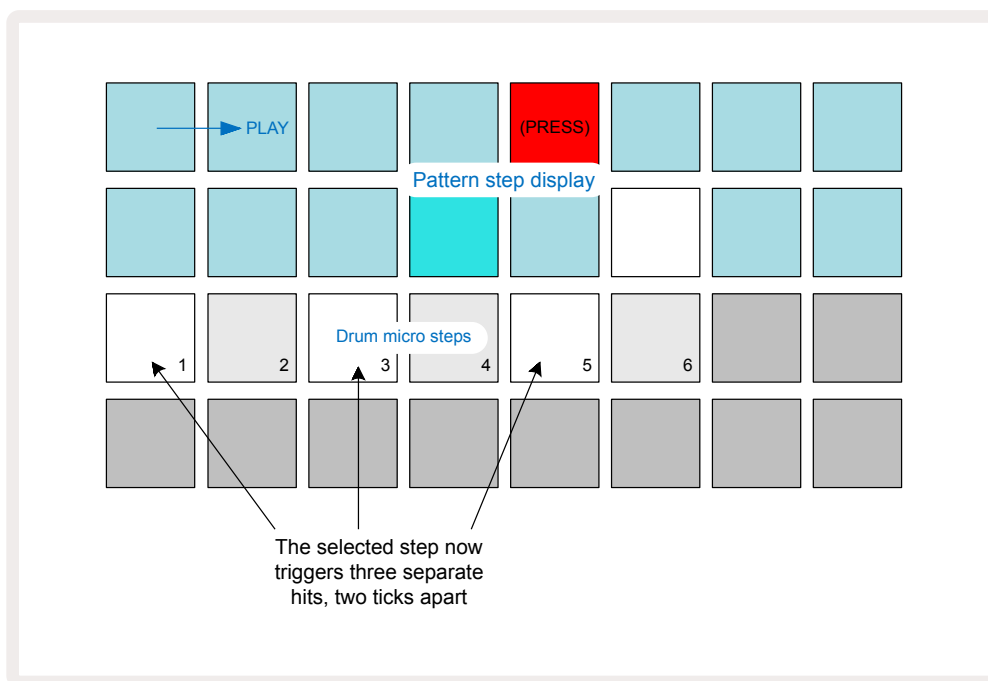 PLAY
(PRESS)
Pattern step display
Drum micro steps
1
2
3
4
5
6
The selected step now
triggers three separate
hits, two ticks apart